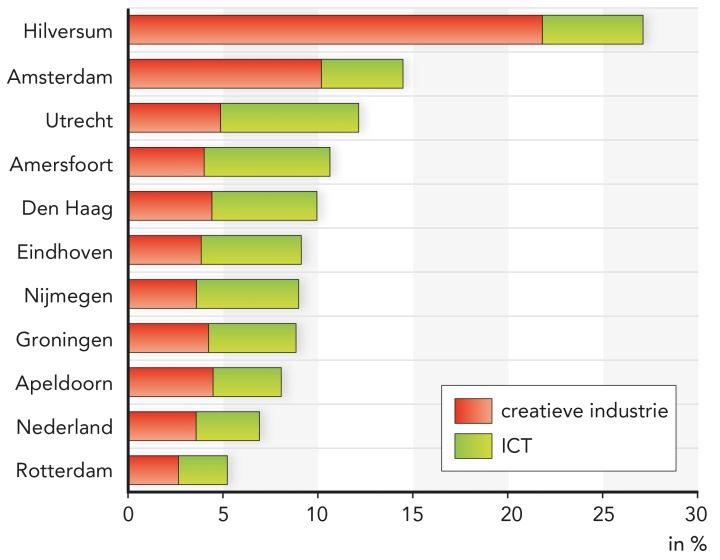 Hilversum
Amsterdam
Utrecht
Amersfoort
Den Haag
Eindhoven
Nijmegen
Groningen
Apeldoorn
Nederland
Rotterdam
creatieve industrie
ICT
0 5 10 15 20 25 30
in %